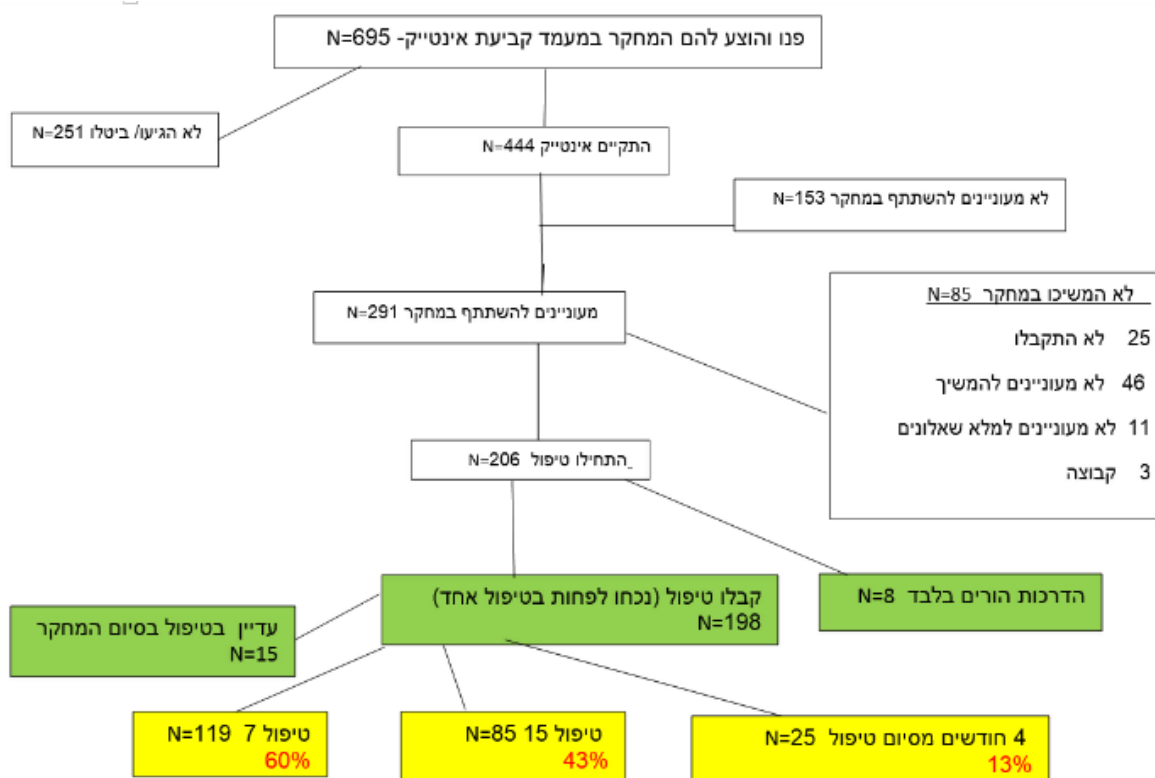 פנו והוצע להם המחקר במעמד קביעת אינטייק- N=695
לא הגיעו/ ביטלו N=251
התקיים אינטייק N=444
לא מעוניינים להשתתף במחקר N=153
מעוניינים להשתתף במחקר N=291
לא המשיכו במחקר N=85
25 לא התקבלו
46 לא מעוניינים להמשיך
11 לא מעוניינים למלא שאלונים
3 קבוצה
התחילו טיפול N=206
הדרכות הורים בלבד N=8
קבלו טיפול (נכחו לפחות בטיפול אחד)
N=198
עדיין בטיפול בסיום המחקר
N=15
4 חודשים מסיום טיפול N=25
13%
טיפול 15 N=85
43%
טיפול 7 N=119
60%